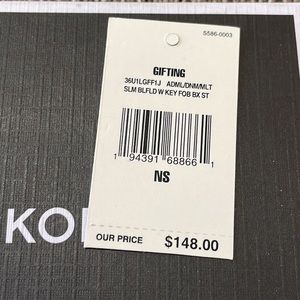 5586-0003
GIFTING
36U1LGFF1J ADML/DNM/MLT
SLM BLFLD W KEY FOB BX ST
1 94391 68866 1
NS
KO
OUR PRICE $148.00